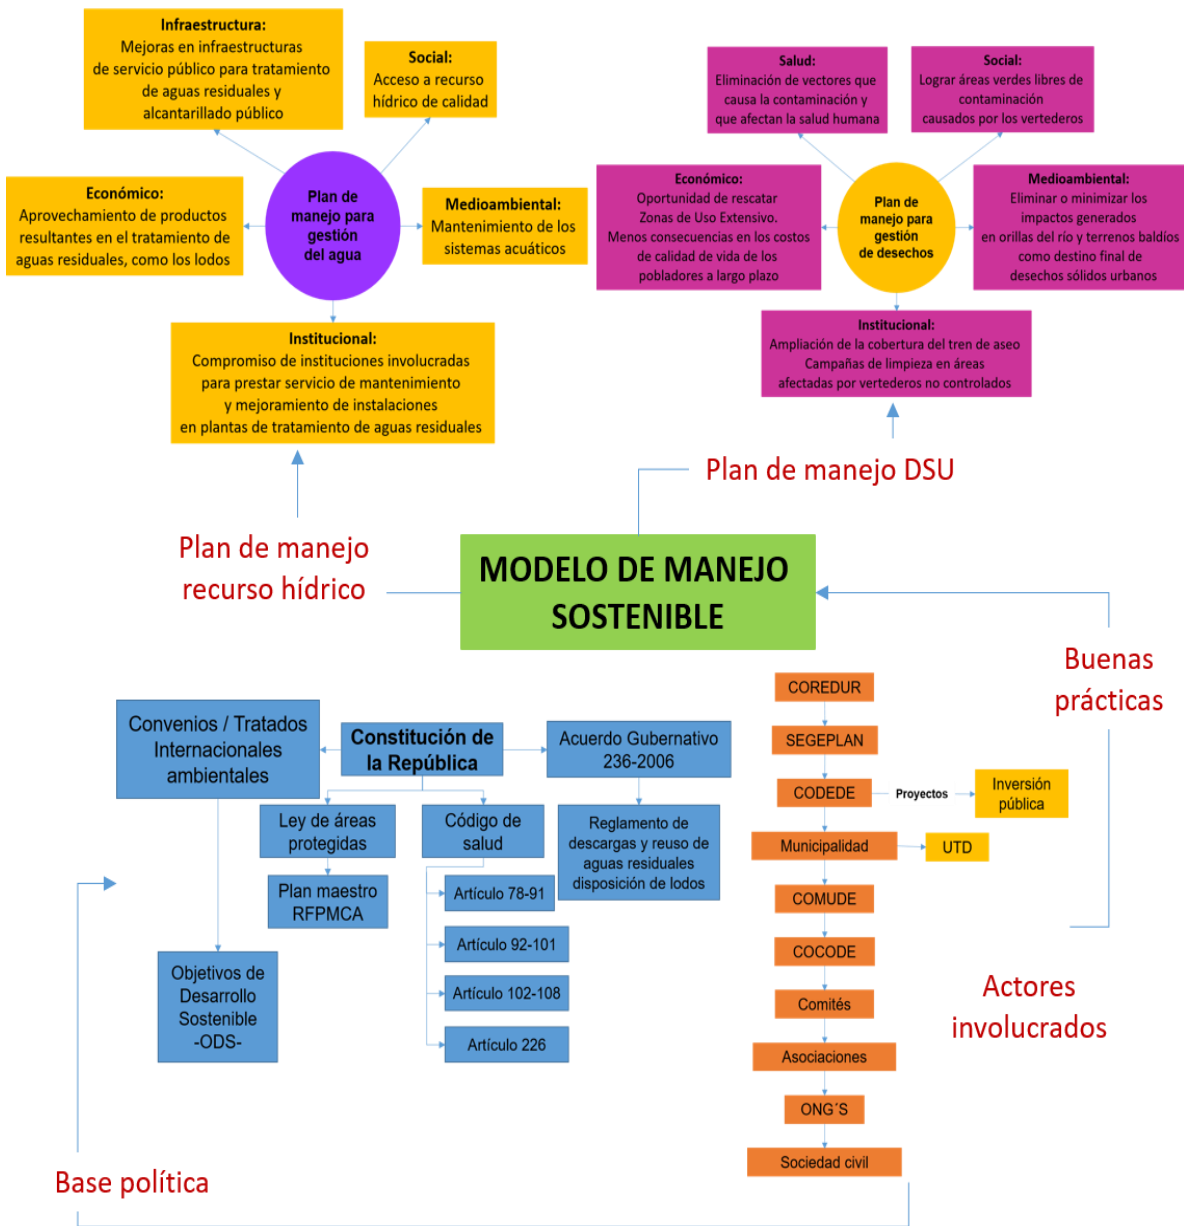 Infraestructura:
Mejoras en infraestructuras
de servicio público para tratamiento
de aguas residuales y
alcantarillado público
Social:
Acceso a recurso
hídrico de calidad
Económico:
Aprovechamiento de productos
resultantes en el tratamiento de
aguas residuales, como los lodos
Plan de
manejo para
gestión
del agua
Medioambiental:
Mantenimiento de los
sistemas acuáticos
Institucional:
Compromiso de instituciones involucradas
para prestar servicio de mantenimiento
y mejoramiento de instalaciones
en plantas de tratamiento de aguas residuales
Salud:
Eliminación de vectores que
causa la contaminación y
que afectan la salud humana
Social:
Lograr áreas verdes libres de
contaminación
causados por los vertederos
Económico:
Oportunidad de rescatar
Zonas de Uso Extensivo.
Menos consecuencias en los costos
de calidad de vida de los
pobladores a largo plazo
Plan de
manejo para
gestión
de desechos
Medioambiental:
Eliminar o minimizar los
impactos generados
en orillas del río y terrenos baldíos
como destino final de
desechos sólidos urbanos
Institucional:
Ampliación de la cobertura del tren de aseo
Campañas de limpieza en áreas
afectadas por vertederos no controlados
Plan de manejo DSU
Plan de manejo
recurso hídrico
MODELO DE MANEJO
SOSTENIBLE
Buenas
prácticas
Convenios / Tratados
Internacionales
ambientales
Constitución de
la República
Acuerdo Gubernativo
236-2006
Ley de áreas
protegidas
Código de
salud
Reglamento de
descargas y reuso de
aguas residuales
disposición de lodos
Plan maestro
RFPMCA
Artículo 78-91
Artículo 92-101
Artículo 102-108
Artículo 226
Objetivos de
Desarrollo
Sostenible
-ODS-
COREDUR
SEGEPLAN
CODEDE
Proyectos
Inversión
pública
Municipalidad
UTD
COMUDE
COCODE
Comités
Asociaciones
ONG´S
Sociedad civil
Actores
involucrados
Base política